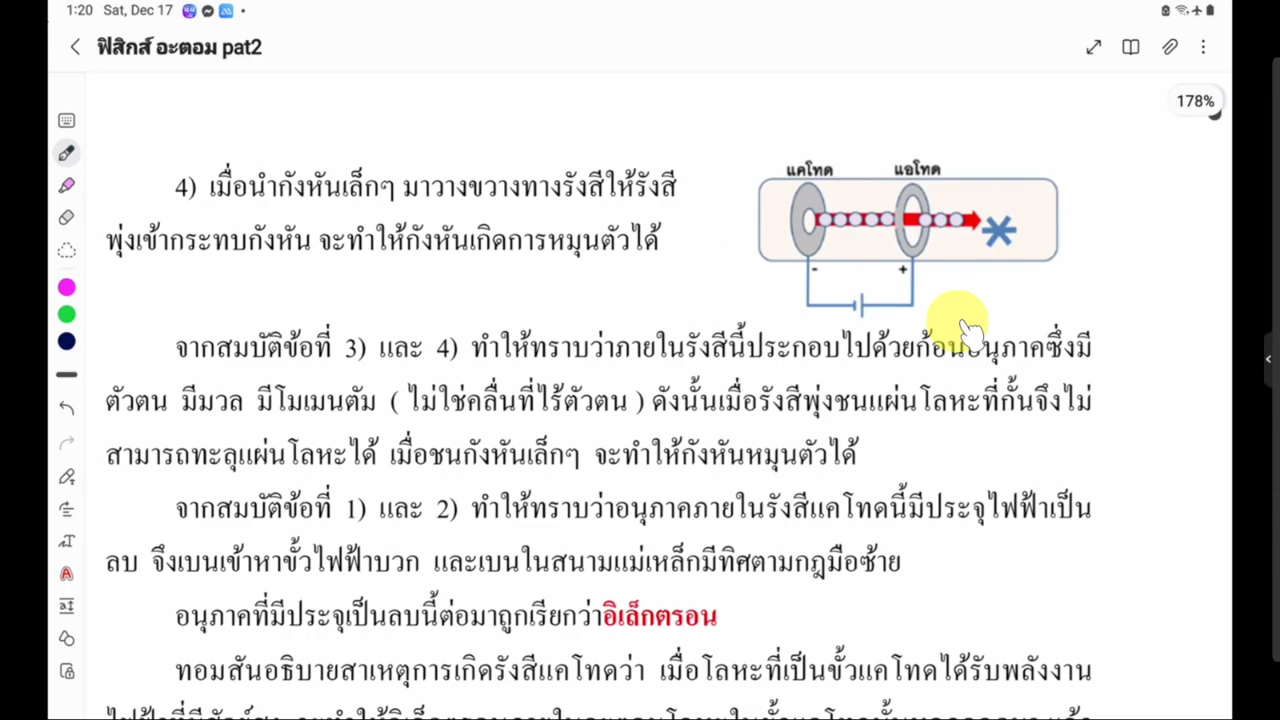 1:20 Sat, Dec 17
ฟิสิกส์ อะตอม pat2
178%
4) เมื่อนำกังหันเล็กๆ มาวางขวางทางรังสีให้รังสี
พุ่งเข้ากระทบกังหัน จะทำให้กังหันเกิดการหมุนตัวได้
แคโทด แอโทด
- +
จากสมบัติข้อที่ 3) และ 4) ทำให้ทราบว่าภายในรังสีนี้ประกอบไปด้วยก้อนอนุภาคซึ่งมี
ตัวตน มีมวล มีโมเมนตัม ( ไม่ใช่คลื่นที่ไร้ตัวตน ) ดังนั้นเมื่อรังสีพุ่งชนแผ่นโลหะที่กั้นจึงไม่
สามารถทะลุแผ่นโลหะได้ เมื่อชนกังหันเล็กๆ จะทำให้กังหันหมุนตัวได้
จากสมบัติข้อที่ 1) และ 2) ทำให้ทราบว่าอนุภาคภายในรังสีแคโทดนี้มีประจุไฟฟ้าเป็น
ลบ จึงเบนเข้าหาขั้วไฟฟ้าบวก และเบนในสนามแม่เหล็กมีทิศตามกฎมือซ้าย
อนุภาคที่มีประจุเป็นลบนี้ต่อมาถูกเรียกว่าอิเล็กตรอน
ทอมสันอธิบายสาเหตุการเกิดรังสีแคโทดว่า เมื่อโลหะที่เป็นขั้วแคโทดได้รับพลังงาน